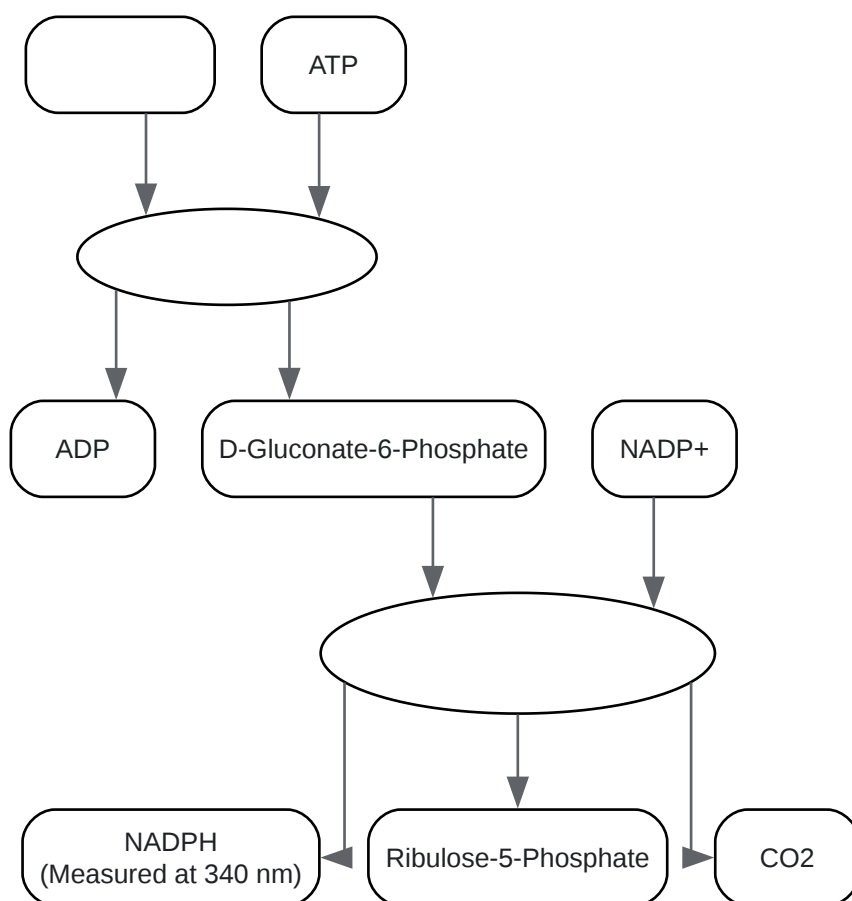 ATP
ADP
D-Gluconate-6-Phosphate
NADP+
NADPH
(Measured at 340 nm)
Ribulose-5-Phosphate
CO2